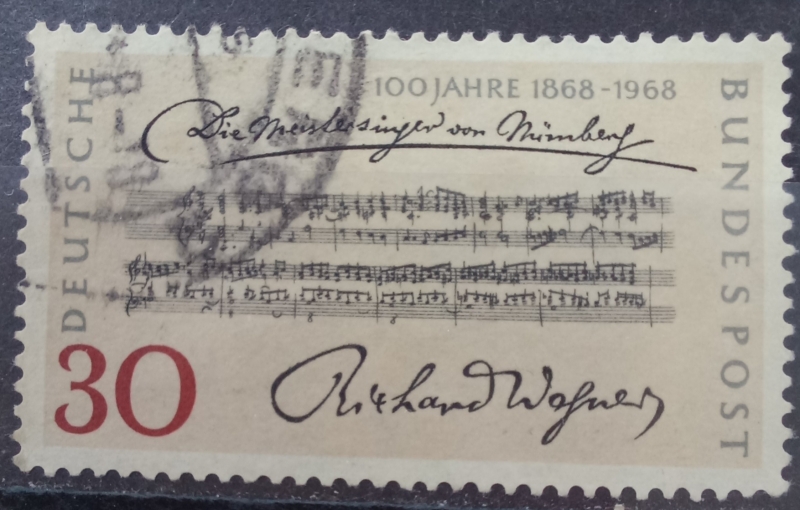 100 JAHRE 1868-1968
DEUTSCHE
BUNDESPOST
Die Meistersinger von Nürnberg
30
Richard Wagner